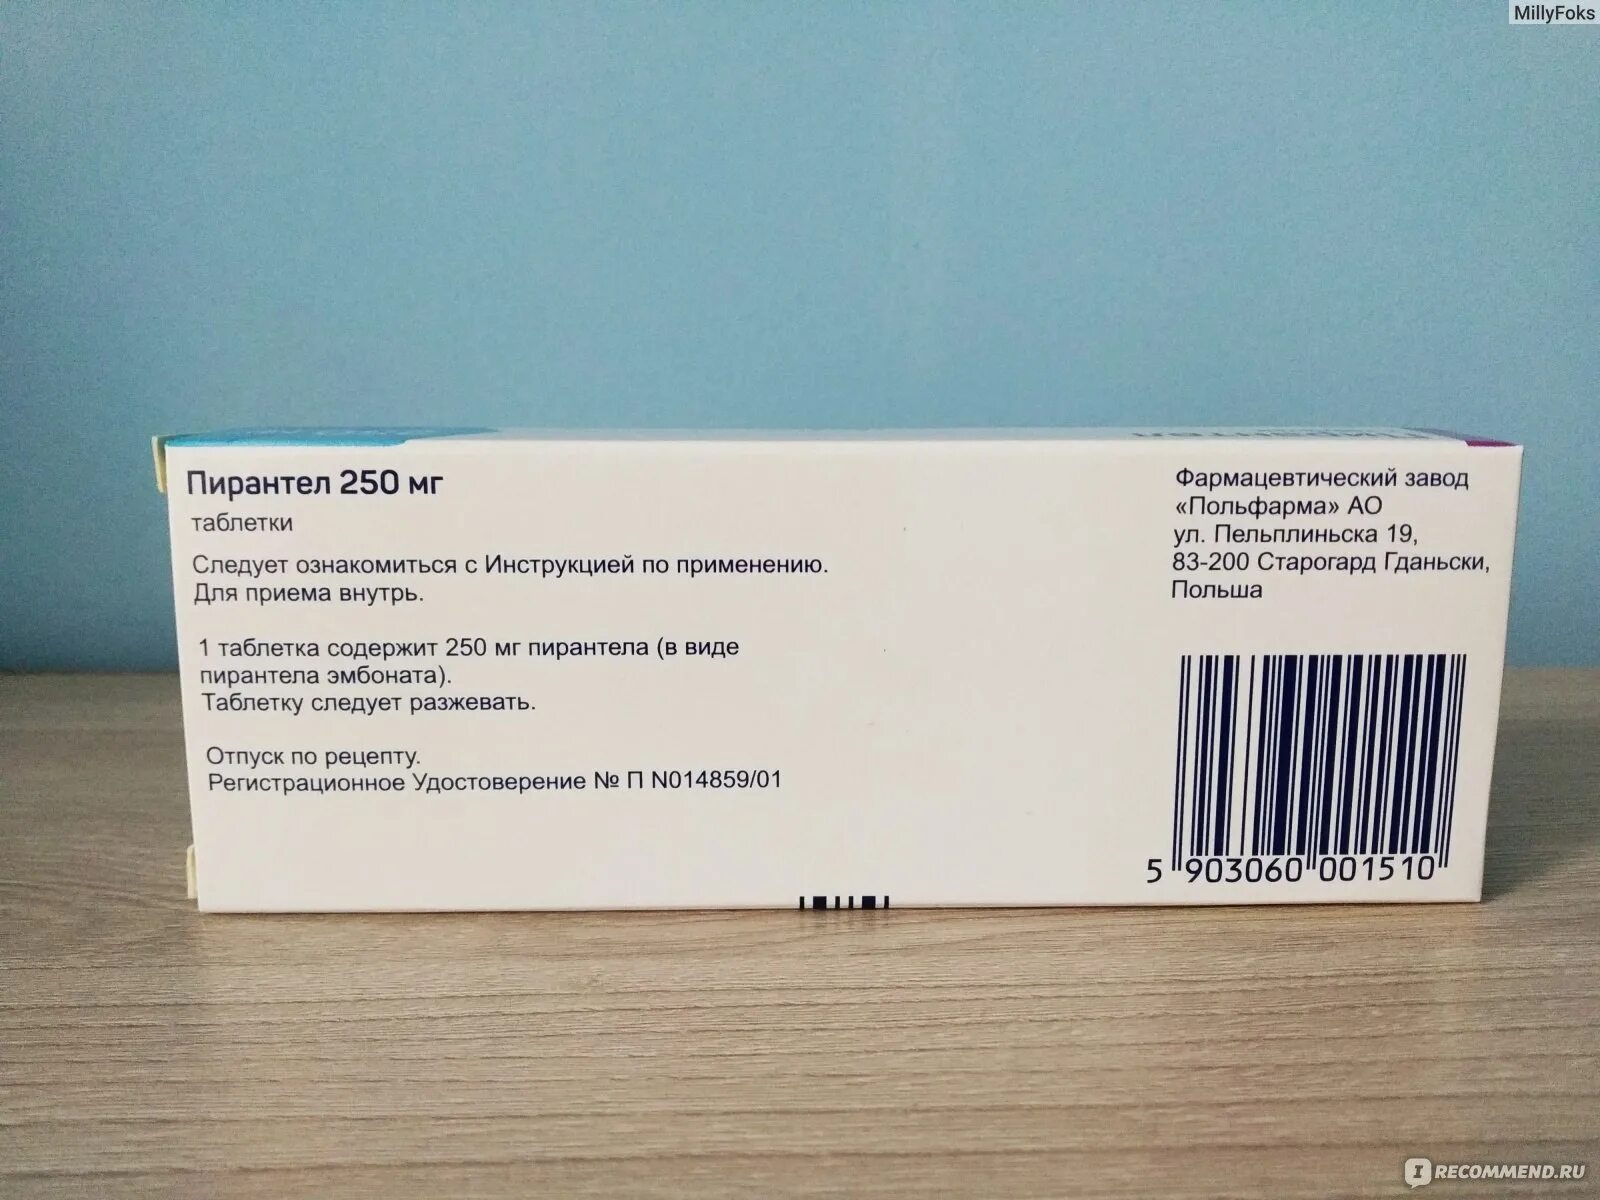 MillyFoks
Пирантел 250 мг
таблетки
Следует ознакомиться с Инструкцией по применению.
Для приема внутрь.
1 таблетка содержит 250 мг пирантела (в виде
пирантела эмбоната).
Таблетку следует разжевать.
Отпуск по рецепту.
Регистрационное Удостоверение № П N014859/01
Фармацевтический завод
«Польфарма» АО
ул. Пельплиньска 19,
83-200 Старогард Гданьски,
Польша
5 903060 001510
IRECOMMEND.RU